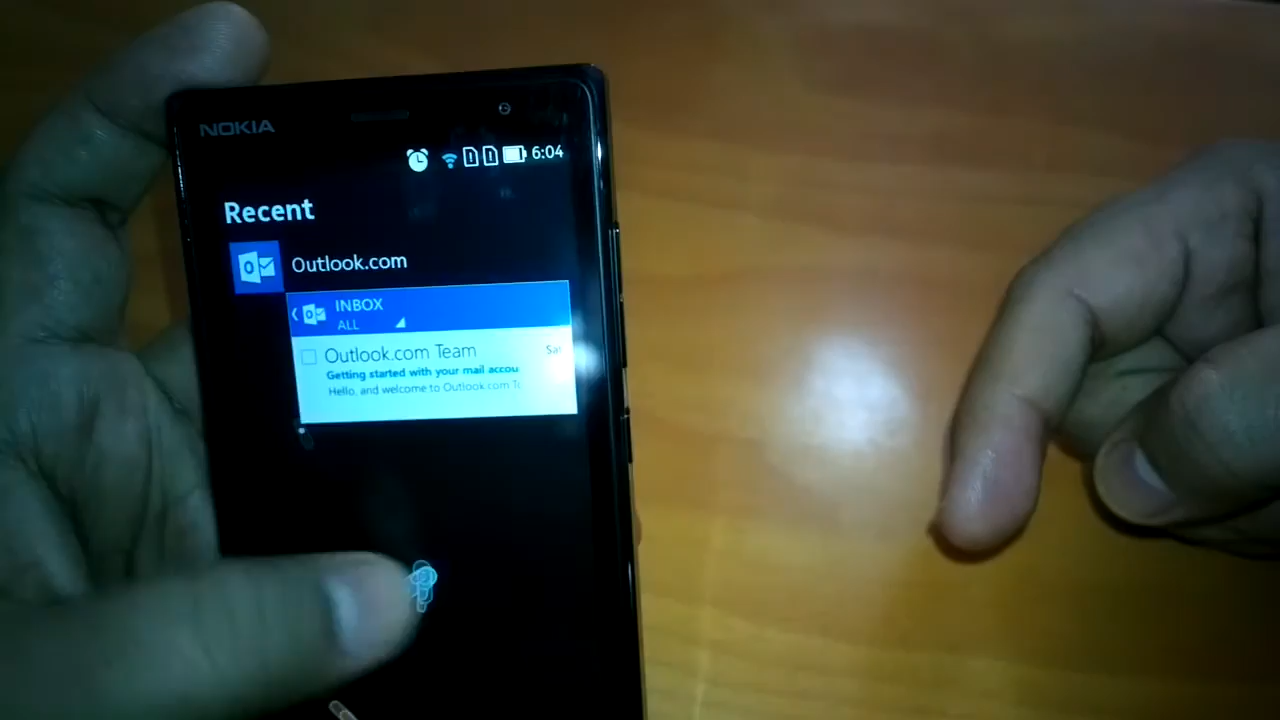 NOKIA
6:04
Recent
Outlook.com
INBOX
ALL
Outlook.com Team
Getting started with your mail accou
Hello, and welcome to Outlook.com